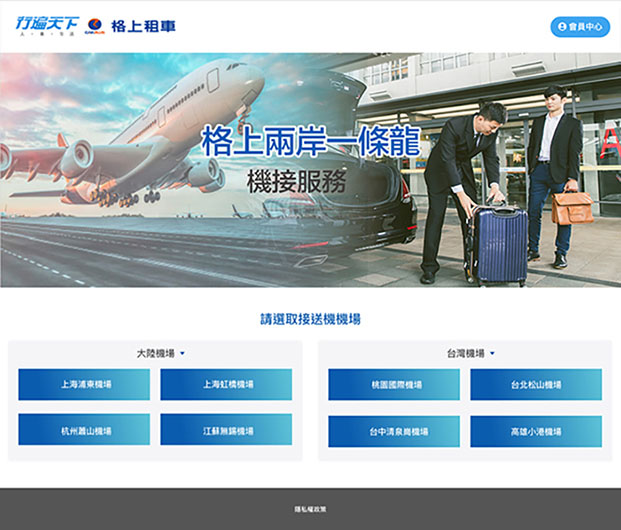 行遍天下
人・車・生活
格上租車
會員中心
格上兩岸一條龍
機接服務
請選取接送機機場
大陸機場
上海浦東機場
上海虹橋機場
杭州蕭山機場
江蘇無錫機場
台灣機場
桃園國際機場
台北松山機場
台中清泉崗機場
高雄小港機場
隱私權政策